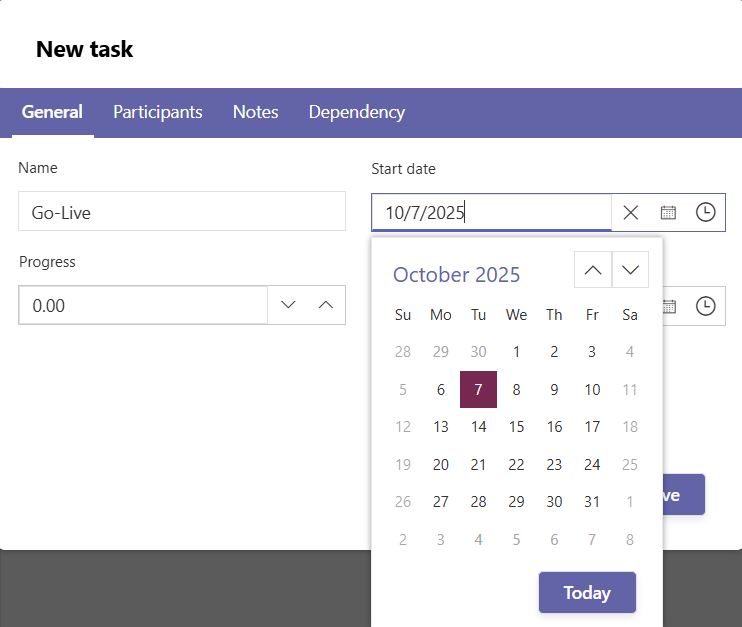 New task
General Participants Notes Dependency
Name
Start date
Go-Live
10/7/2025
Progress
0.00
October 2025
Su Mo Tu We Th Fr Sa
28 29 30 1 2 3 4
5 6 7 8 9 10 11
12 13 14 15 16 17 18
19 20 21 22 23 24 25
26 27 28 29 30 31 1
2 3 4 5 6 7 8
Today